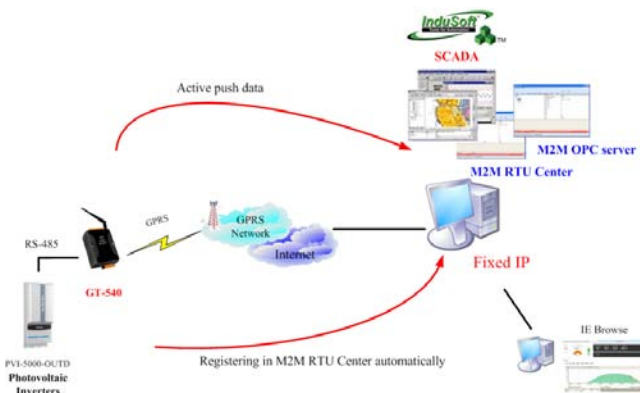 InduSoft
TM
SCADA
Active push data
M2M OPC server
M2M RTU Center
GPRS
GPRS
Network
Internet
RS-485
GT-540
Fixed IP
PVI-5000-OUTD
Photovoltaic
Inverters
Registering in M2M RTU Center automatically
IE Browse